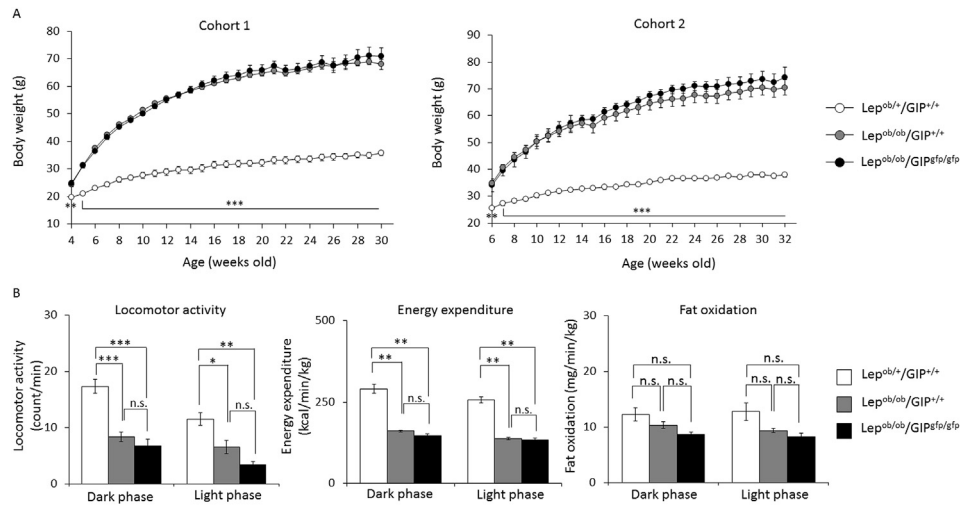 A
Cohort 1
Cohort 2
Body weight (g)
80
70
60
50
40
30
20
10
**
***
4 6 8 10 12 14 16 18 20 22 24 26 28 30
Age (weeks old)
Body weight (g)
90
80
70
60
50
40
30
20
**
***
6 8 10 12 14 16 18 20 22 24 26 28 30 32
Age (weeks old)
Lep^ob/+/GIP^+/+
Lep^ob/ob/GIP^+/+
Lep^ob/ob/GIP^gfp/gfp
B
Locomotor activity
Locomotor activity
(count/min)
30
20
10
0
***
***
n.s.
**
*
n.s.
Dark phase Light phase
Energy expenditure
Energy expenditure
(kcal/min/kg)
500
250
0
**
**
n.s.
**
**
n.s.
Dark phase Light phase
Fat oxidation
Fat oxidation (mg/min/kg)
30
20
10
0
n.s.
n.s. n.s.
n.s.
n.s. n.s.
Dark phase Light phase
Lep^ob/+/GIP^+/+
Lep^ob/ob/GIP^+/+
Lep^ob/ob/GIP^gfp/gfp